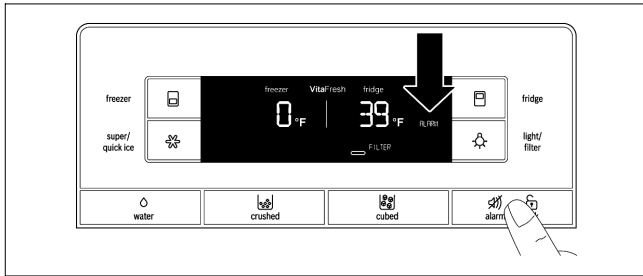 freezer
super/
quick ice
freezer VitaFresh fridge
0 °F 39 °F
ALARM
FILTER
fridge
light/
filter
water
crushed
cubed
alarm